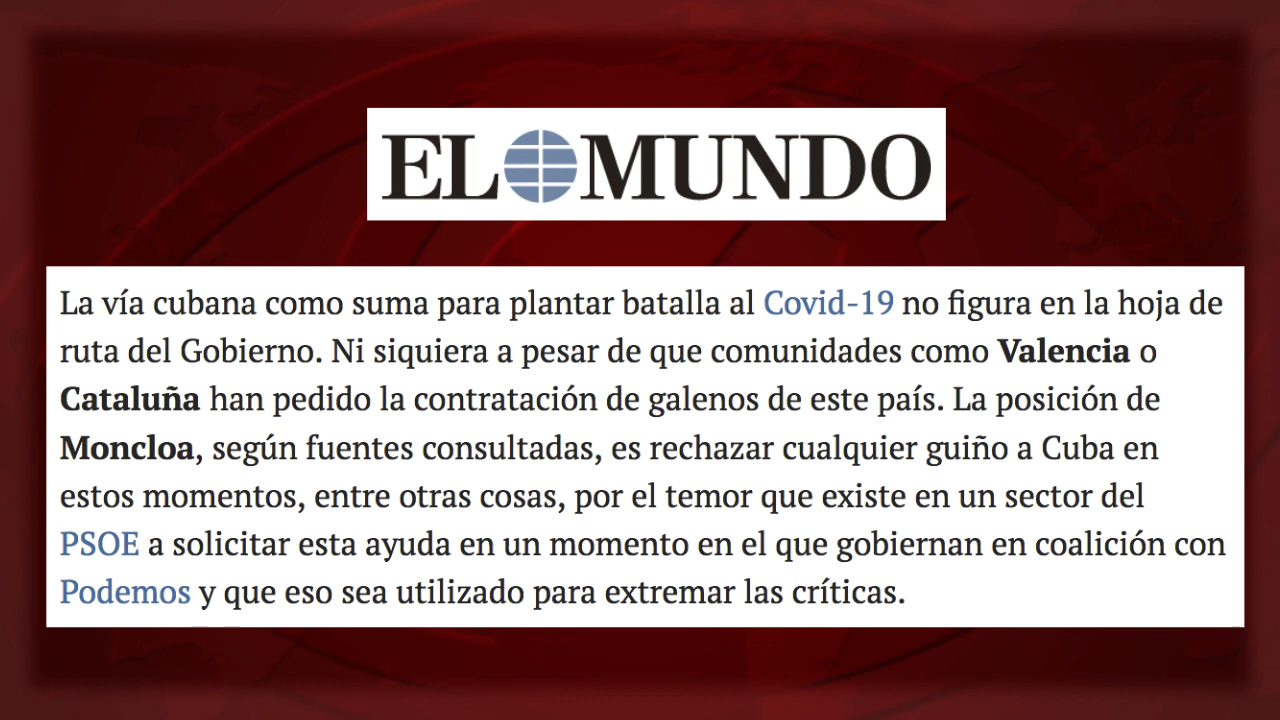 EL MUNDO
La vía cubana como suma para plantar batalla al Covid-19 no figura en la hoja de
ruta del Gobierno. Ni siquiera a pesar de que comunidades como Valencia o
Cataluña han pedido la contratación de galenos de este país. La posición de
Moncloa, según fuentes consultadas, es rechazar cualquier guiño a Cuba en
estos momentos, entre otras cosas, por el temor que existe en un sector del
PSOE a solicitar esta ayuda en un momento en el que gobiernan en coalición con
Podemos y que eso sea utilizado para extremar las críticas.